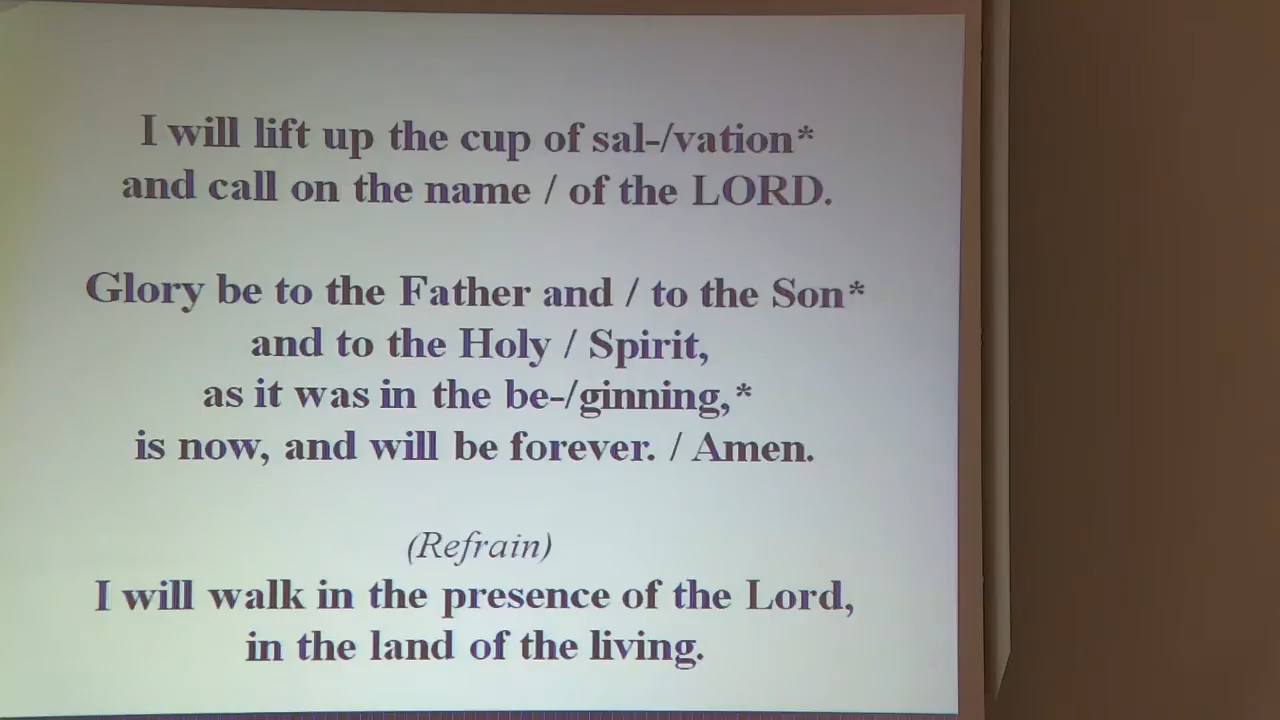 I will lift up the cup of sal-/vation*
and call on the name / of the LORD.
Glory be to the Father and / to the Son*
and to the Holy / Spirit,
as it was in the be-/ginning,*
is now, and will be forever. / Amen.
(Refrain)
I will walk in the presence of the Lord,
in the land of the living.